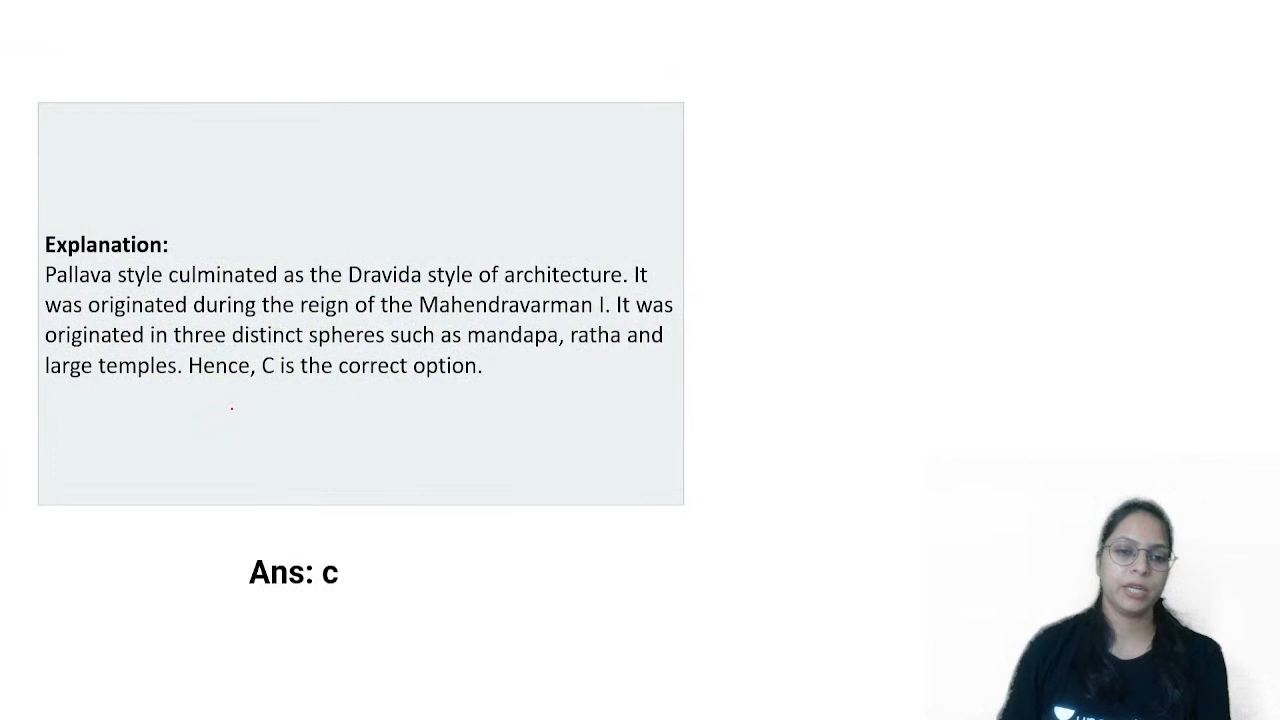 Explanation:
Pallava style culminated as the Dravida style of architecture. It
was originated during the reign of the Mahendravarman I. It was
originated in three distinct spheres such as mandapa, ratha and
large temples. Hence, C is the correct option.
Ans: c